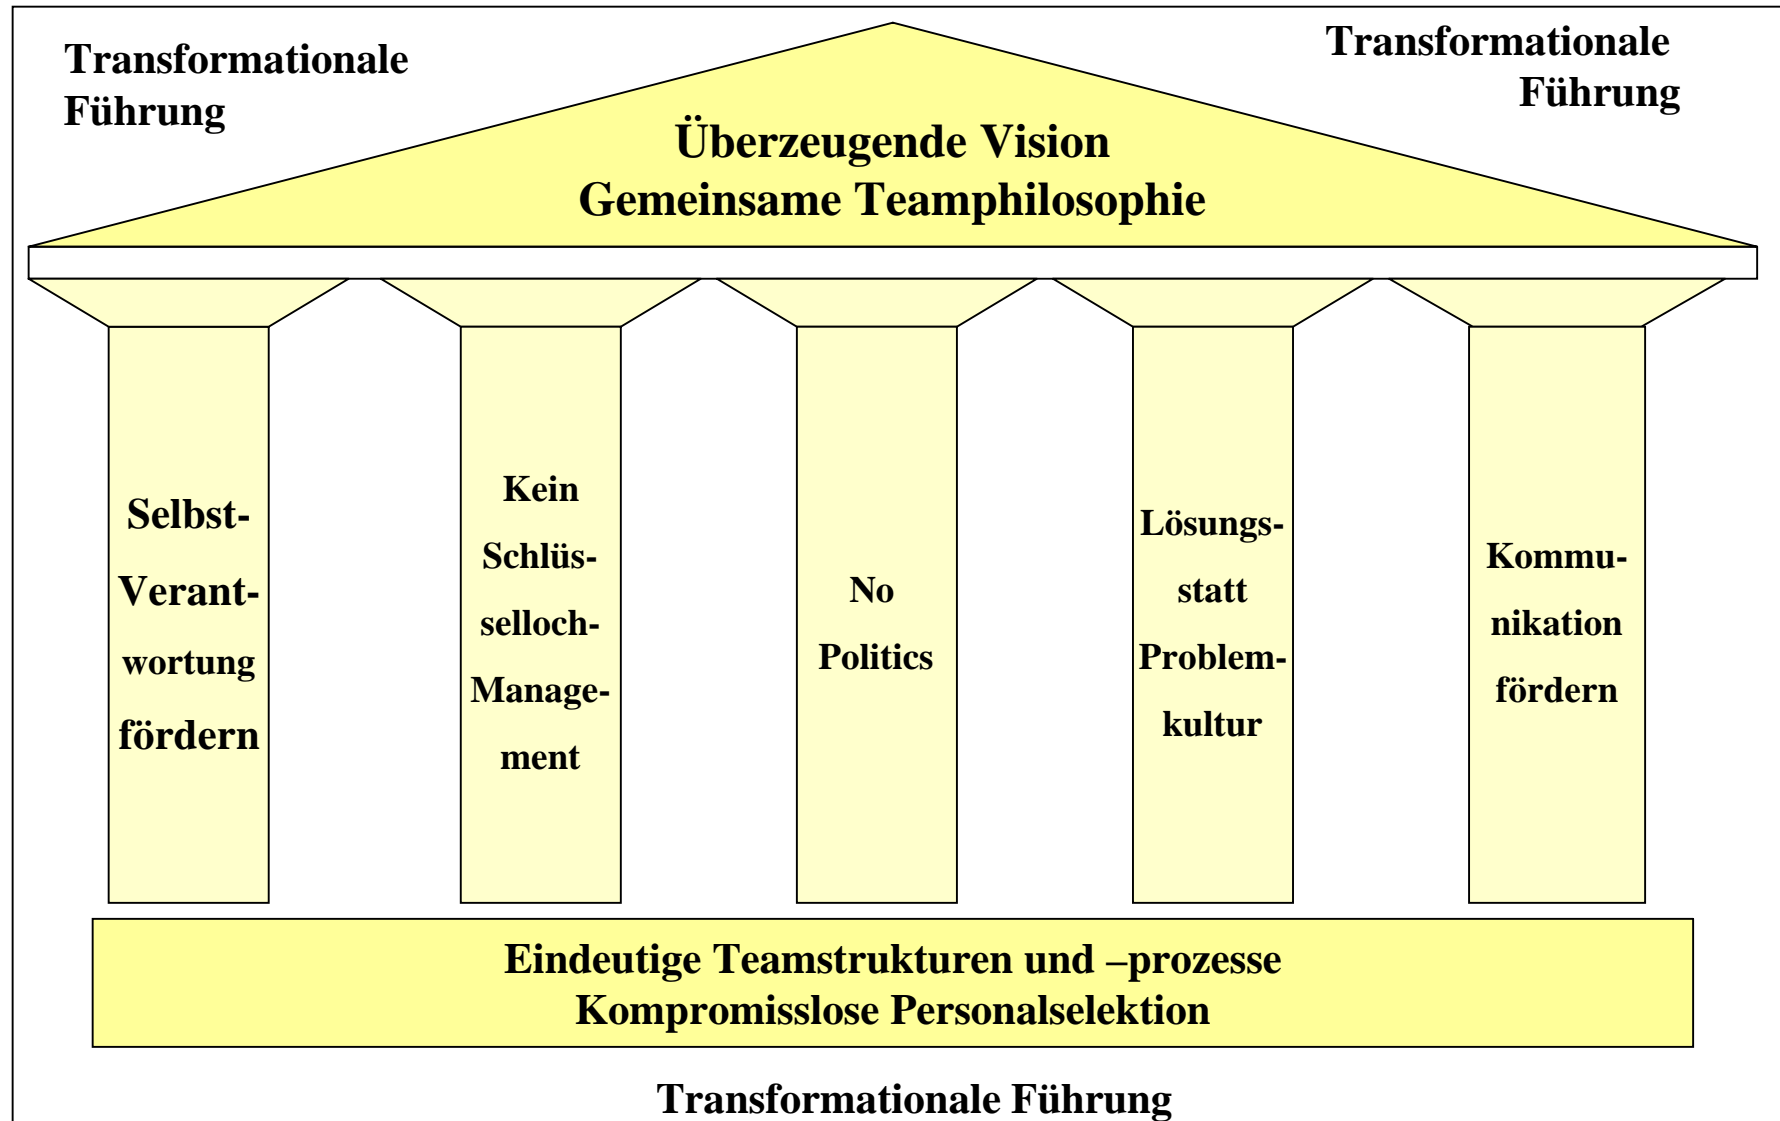 Transformationale
Führung
Transformationale
Führung
Überzeugende Vision
Gemeinsame Teamphilosophie
Selbst-
Verant-
wortung
fördern
Kein
Schlüs-
selloch-
Manage-
ment
No
Politics
Lösungs-
statt
Problem-
kultur
Kommu-
nikation
fördern
Eindeutige Teamstrukturen und –prozesse
Kompromisslose Personalselektion
Transformationale Führung